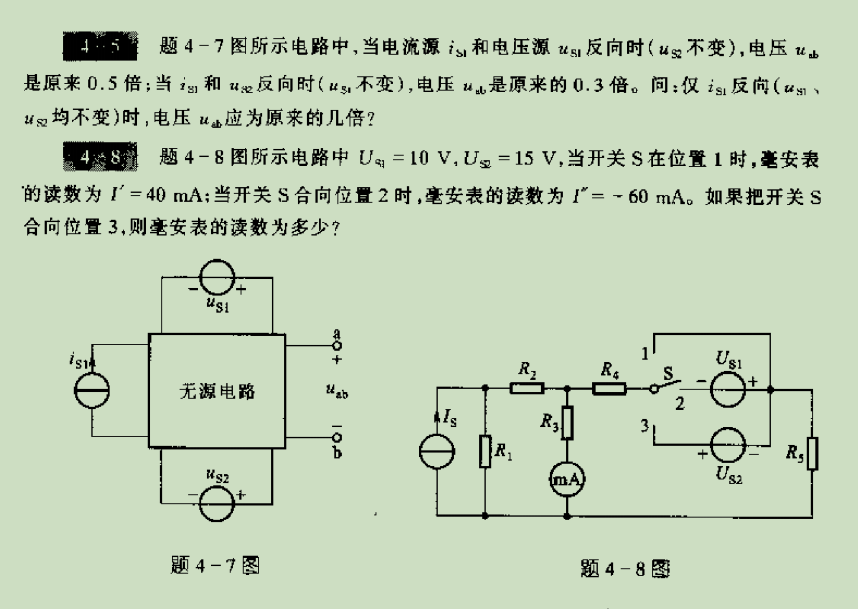 4-5 题4-7图所示电路中,当电流源 iS1 和电压源 uS1 反向时(uS2 不变),电压 uab
是原来0.5倍;当 iS1 和 uS2 反向时(uS1 不变),电压 uab 是原来的0.3倍。问:仅 iS1 反向(uS1、
uS2 均不变)时,电压 uab 应为原来的几倍?
4-8 题4-8图所示电路中 US1=10 V,US2=15 V,当开关S在位置1时,毫安表
的读数为 I′=40 mA;当开关S合向位置2时,毫安表的读数为 I″=-60 mA。如果把开关S
合向位置3,则毫安表的读数为多少?
- +
uS1
iS1
无源电路
a
+
uab
-
b
uS2
- +
题4-7图
IS
R1
R2
R3
mA
R4
1
S
2
3
- US1 +
+ US2 -
R5
题4-8图